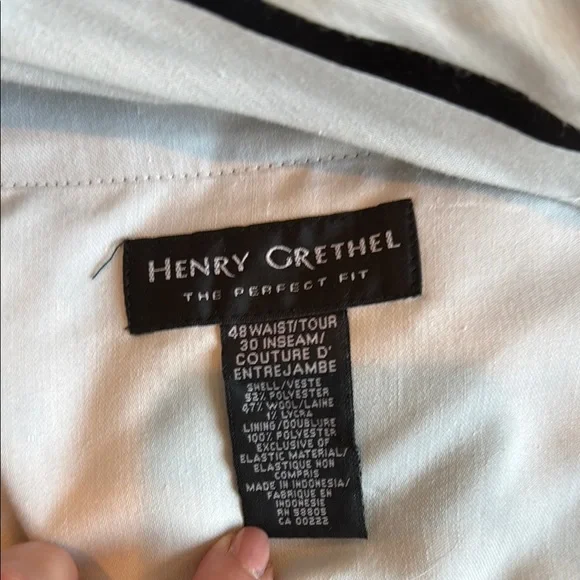 HENRY GRETHEL
THE PERFECT FIT
48 WAIST/TOUR
30 INSEAM/
COUTURE D'
ENTREJAMBE
SHELL/VESTE
52% POLYESTER
47% WOOL/LAINE
1% LYCRA
LINING/DOUBLURE
100% POLYESTER
EXCLUSIVE OF
ELASTIC MATERIAL/
ELASTIQUE NON
COMPRIS
MADE IN INDONESIA/
FABRIQUE EN
INDONESIE
RN 58805
CA 00222